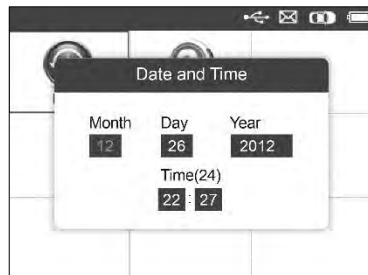 Date and Time
Month Day Year
12 26 2012
Time(24)
22 : 27